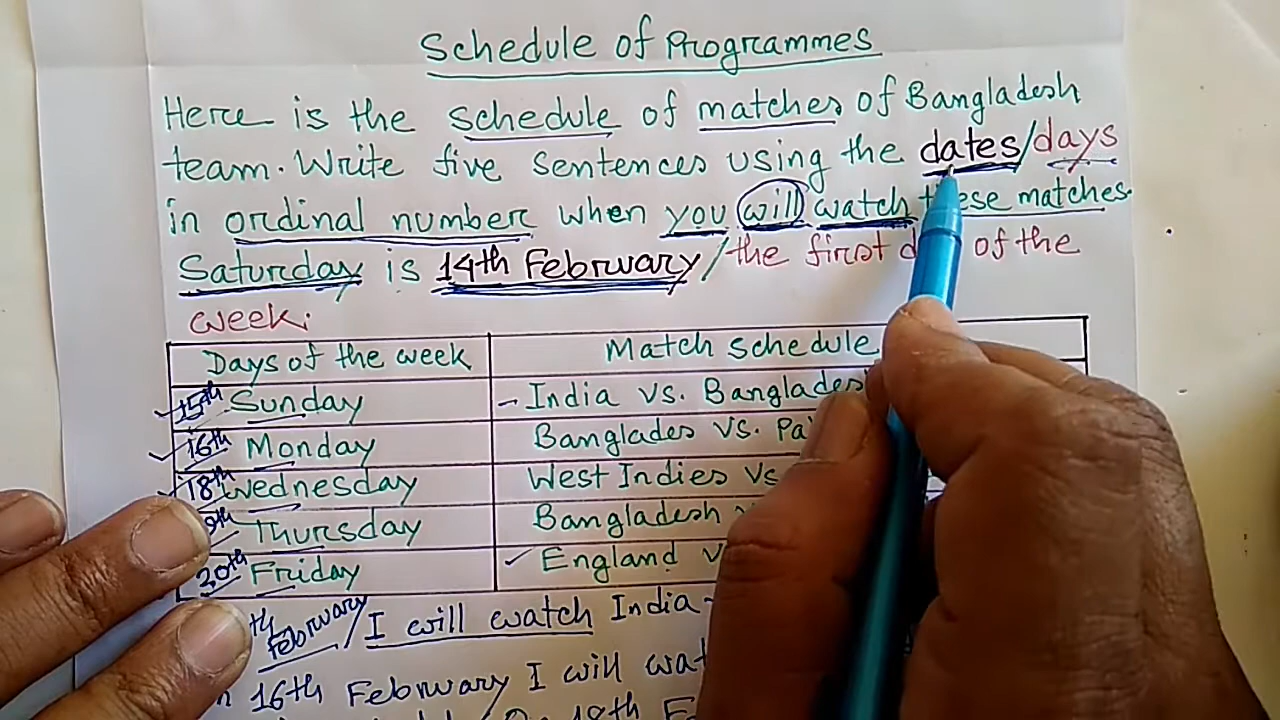 Schedule of Programmes
Here is the schedule of matches of Bangladesh
team. Write five sentences using the dates/days
in ordinal number when you will watch these matches.
Saturday is 14th February/the first of the
week.
Days of the week Match schedule
15th Sunday - India vs. Bangladesh
16th Monday Banglades vs.
18th Wednesday West Indies vs
Thursday Bangladesh
20th Friday England
February/I will watch India-
16th February I will